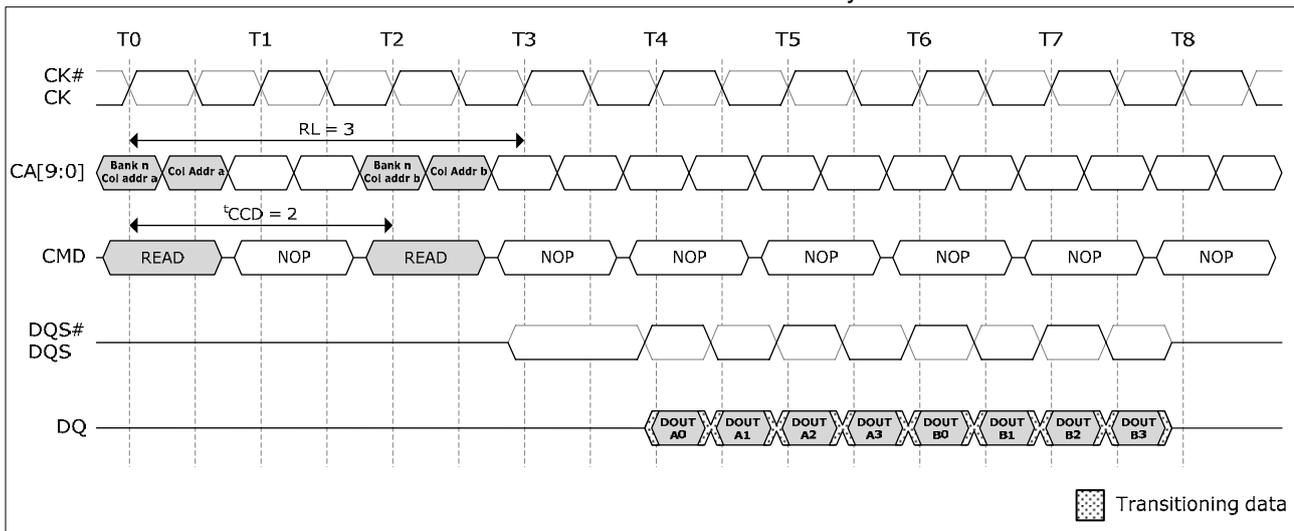 T0 T1 T2 T3 T4 T5 T6 T7 T8
CK#
CK
RL = 3
CA[9:0]
Bank n
Col addr a
Col Addr a
Bank n
Col addr b
Col Addr b
tCCD = 2
CMD
READ NOP READ NOP NOP NOP NOP NOP NOP
DQS#
DQS
DQ
DOUT A0
DOUT A1
DOUT A2
DOUT A3
DOUT B0
DOUT B1
DOUT B2
DOUT B3
Transitioning data